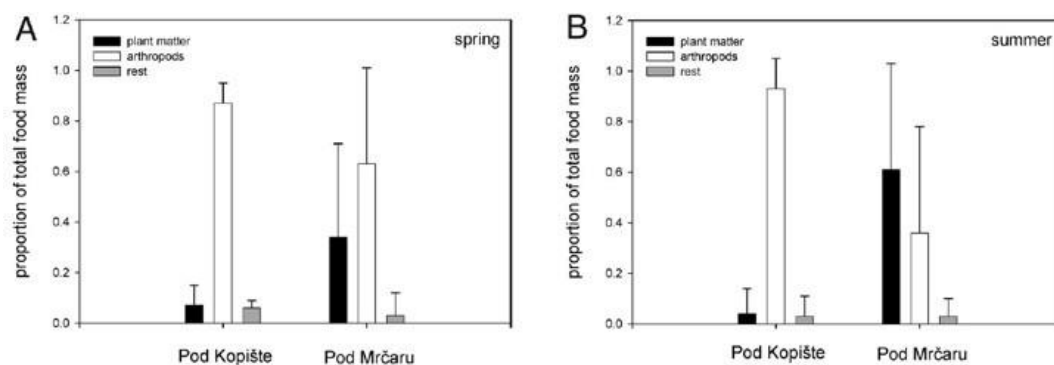 A
proportion of total food mass
1.2
1.0
0.8
0.6
0.4
0.2
0.0
plant matter
arthropods
rest
spring
Pod Kopište Pod Mrčaru
B
proportion of total food mass
1.2
1.0
0.8
0.6
0.4
0.2
0.0
plant matter
arthropods
rest
summer
Pod Kopište Pod Mrčaru